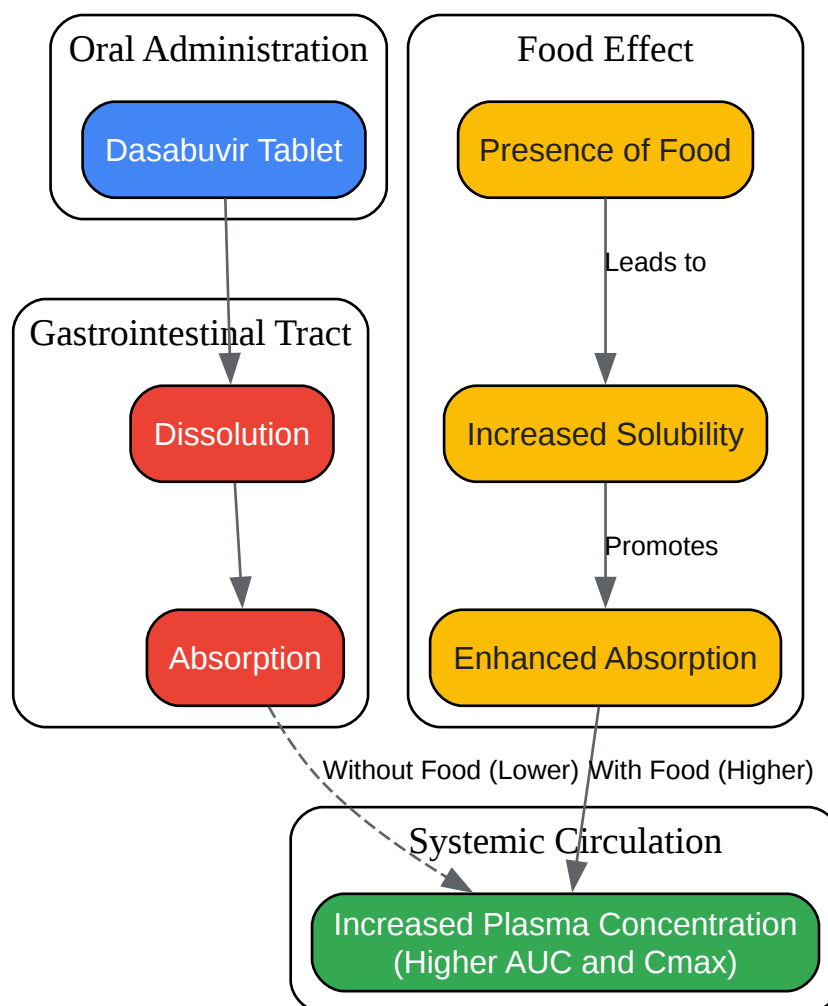 Oral Administration
Dasabuvir Tablet
Gastrointestinal Tract
Dissolution
Absorption
Food Effect
Presence of Food
Leads to
Increased Solubility
Promotes
Enhanced Absorption
Without Food (Lower)
With Food (Higher)
Systemic Circulation
Increased Plasma Concentration
(Higher AUC and Cmax)